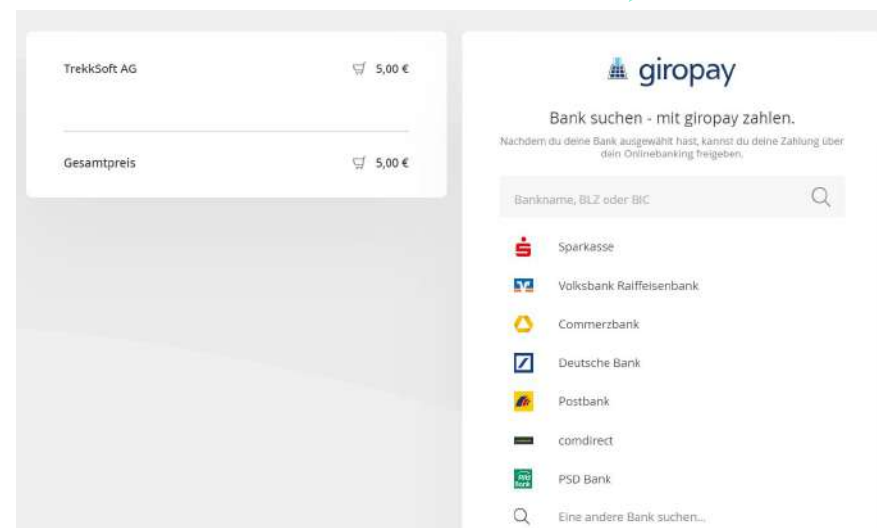 TrekkSoft AG 5,00 €
Gesamtpreis 5,00 €
giropay
Bank suchen - mit giropay zahlen.
Nachdem du deine Bank ausgewählt hast, kannst du deine Zahlung über
dein Onlinebanking freigeben.
Bankname, BLZ oder BIC
Sparkasse
Volksbank Raiffeisenbank
Commerzbank
Deutsche Bank
Postbank
comdirect
PSD Bank
PSD Bank
Eine andere Bank suchen...